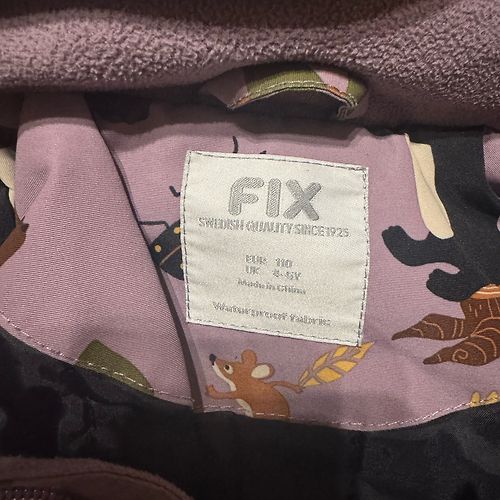 FIX
SWEDISH QUALITY SINCE 1925
EUR 110
UK 4-5Y
Made in China
Waterproof fabric